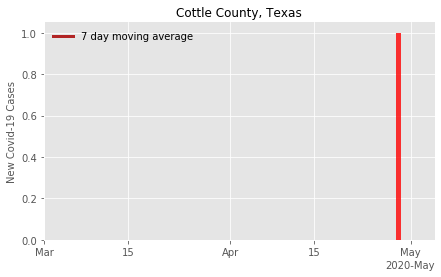 Cottle County, Texas
7 day moving average
New Covid-19 Cases
1.0
0.8
0.6
0.4
0.2
0.0
Mar 15 Apr 15 May
2020-May